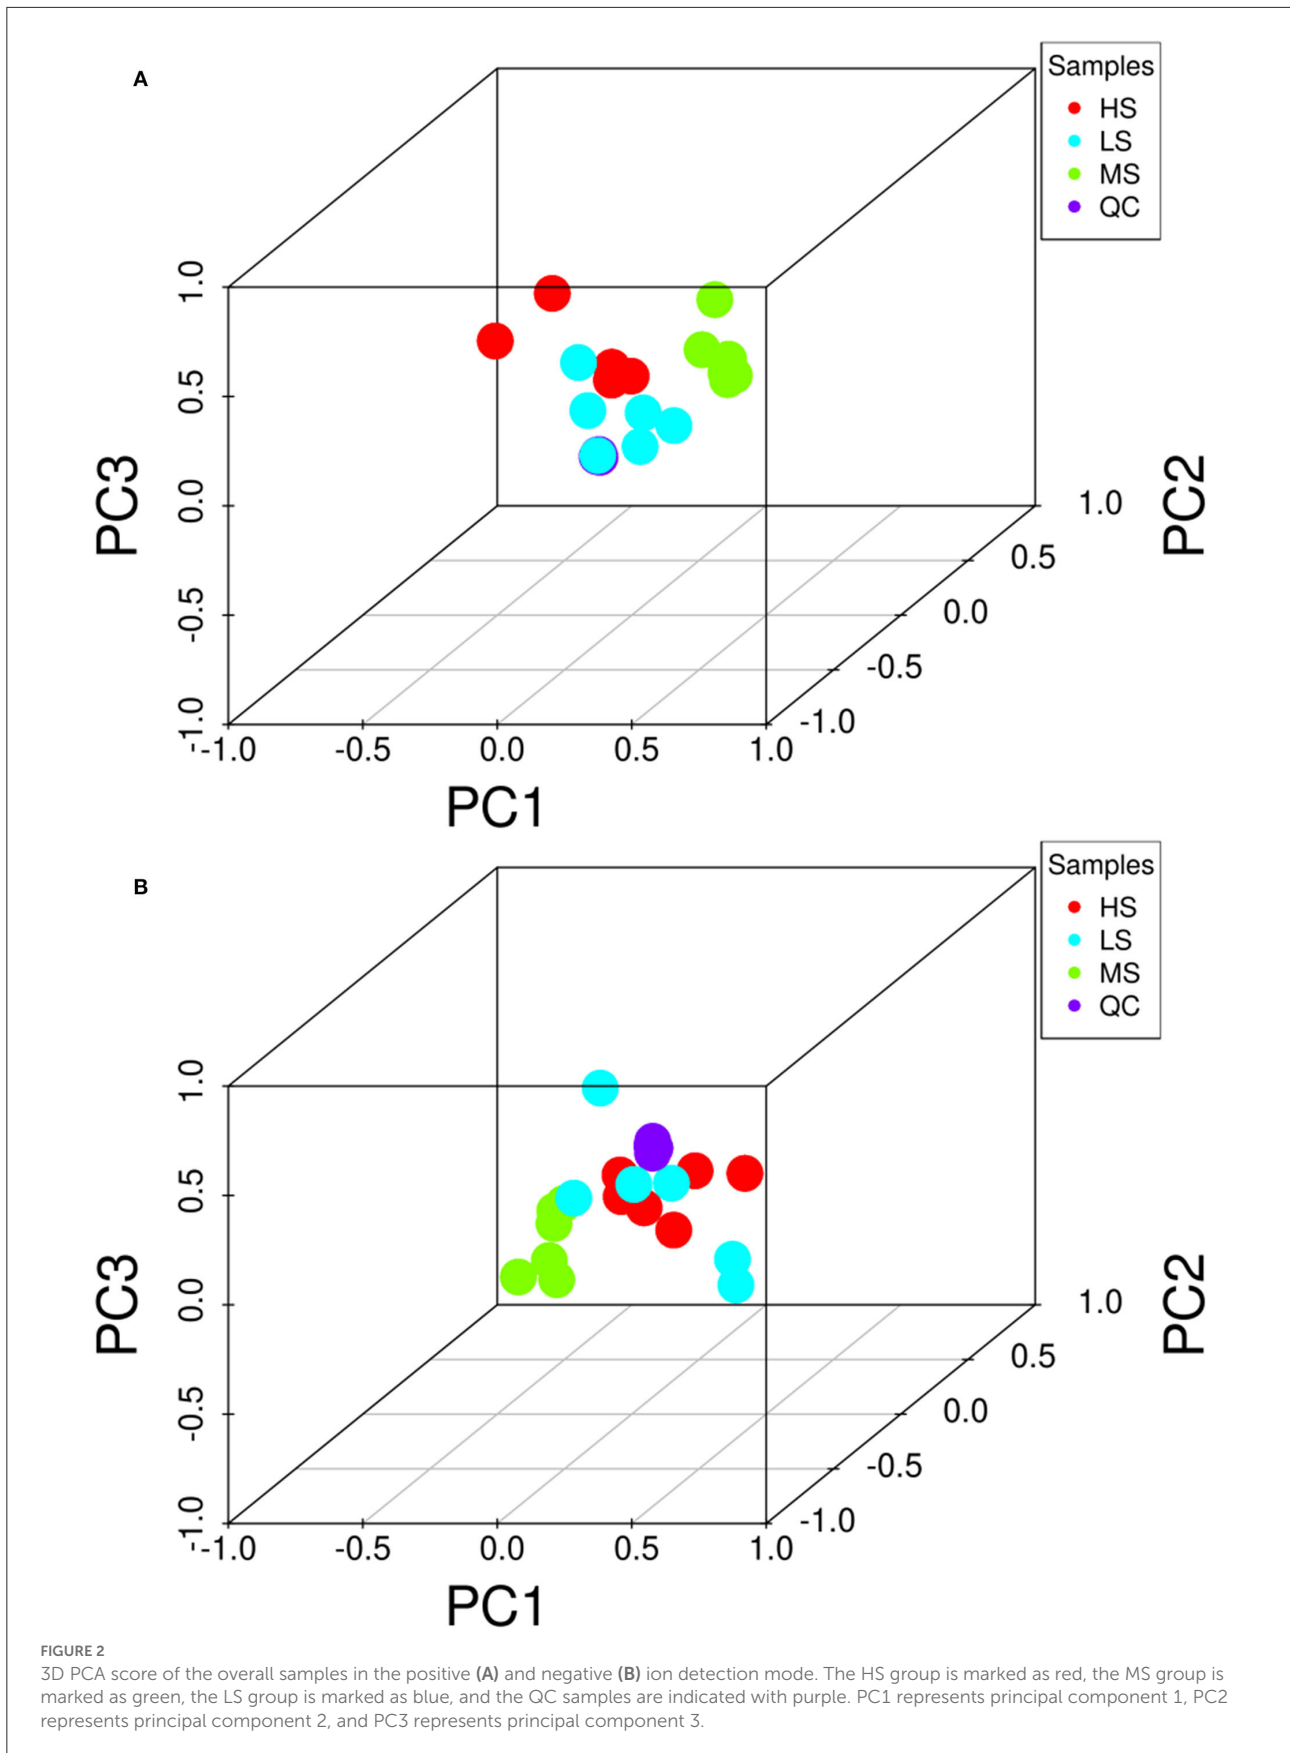 A
Samples
HS
LS
MS
QC
1.0
0.5
0.0
-0.5
-1.0
PC3
-1.0
-0.5
0.0
0.5
1.0
PC1
1.0
0.5
0.0
-0.5
-1.0
PC2
B
Samples
HS
LS
MS
QC
1.0
0.5
0.0
-0.5
-1.0
PC3
-1.0
-0.5
0.0
0.5
1.0
PC1
1.0
0.5
0.0
-0.5
-1.0
PC2
FIGURE 2
3D PCA score of the overall samples in the positive (A) and negative (B) ion detection mode. The HS group is marked as red, the MS group is
marked as green, the LS group is marked as blue, and the QC samples are indicated with purple. PC1 represents principal component 1, PC2
represents principal component 2, and PC3 represents principal component 3.